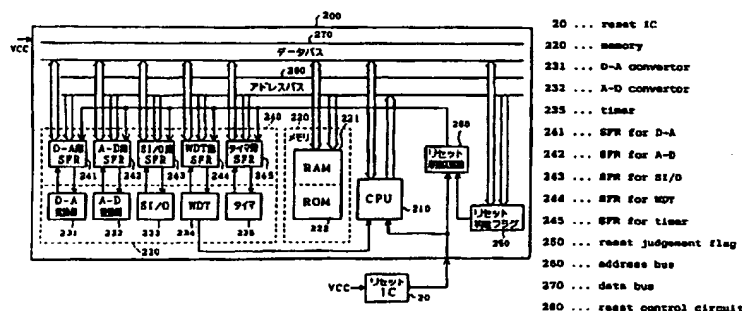 200
VCC
270
データバス
260
アドレスバス
240
220
221
メモリ
D-A用
SFR
A-D用
SFR
SI/O用
SFR
WDT用
SFR
タイマ用
SFR
241
242
243
244
245
RAM
ROM
222
CPU
210
280
リセット
リセット
判定フラグ
250
D-A
変換器
A-D
変換器
SI/O
WDT
タイマ
231
232
233
234
235
VCC
リセット
IC
20
20 ... reset IC
220 ... memory
231 ... D-A convertor
232 ... A-D convertor
235 ... timer
241 ... SFR for D-A
242 ... SFR for A-D
243 ... SFR for SI/O
244 ... SFR for WDT
245 ... SFR for timer
250 ... reset judgement flag
260 ... address bus
270 ... data bus
280 ... reset control circuit